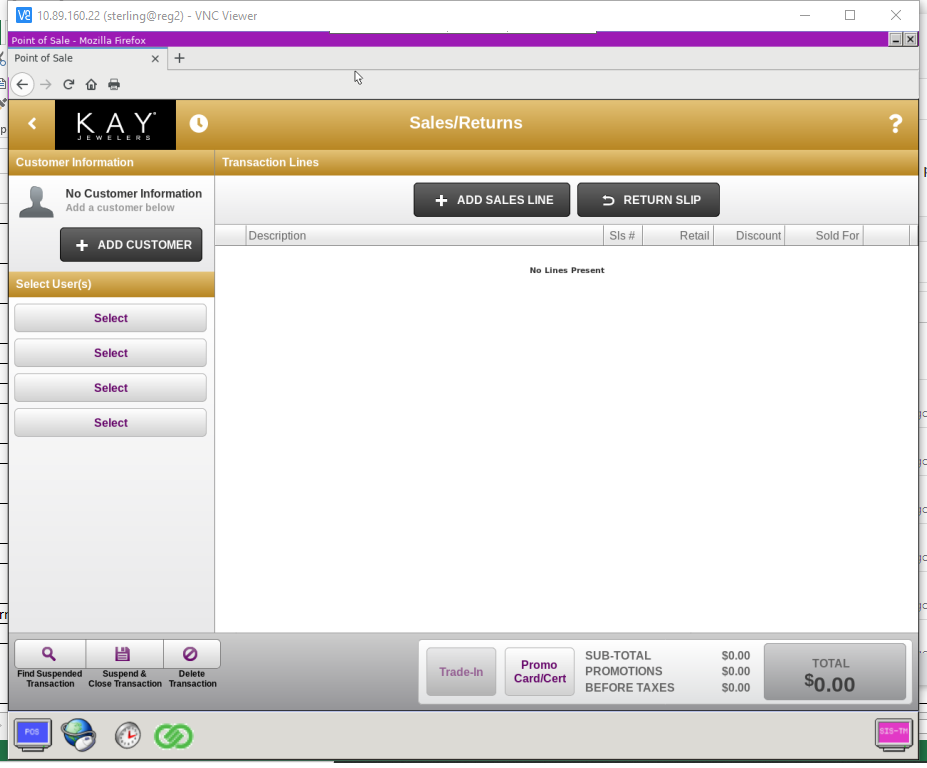 10.89.160.22 (sterling@reg2) - VNC Viewer
Point of Sale - Mozilla Firefox
Point of Sale
KAY
JEWELERS
Sales/Returns
?
Customer Information
Transaction Lines
No Customer Information
Add a customer below
ADD CUSTOMER
ADD SALES LINE
RETURN SLIP
Description
Sls #
Retail
Discount
Sold For
No Lines Present
Select User(s)
Select
Select
Select
Select
Find Suspended
Transaction
Suspend &
Close Transaction
Delete
Transaction
Trade-In
Promo
Card/Cert
SUB-TOTAL $0.00
PROMOTIONS $0.00
BEFORE TAXES $0.00
TOTAL
$0.00
POS
SIS-TM